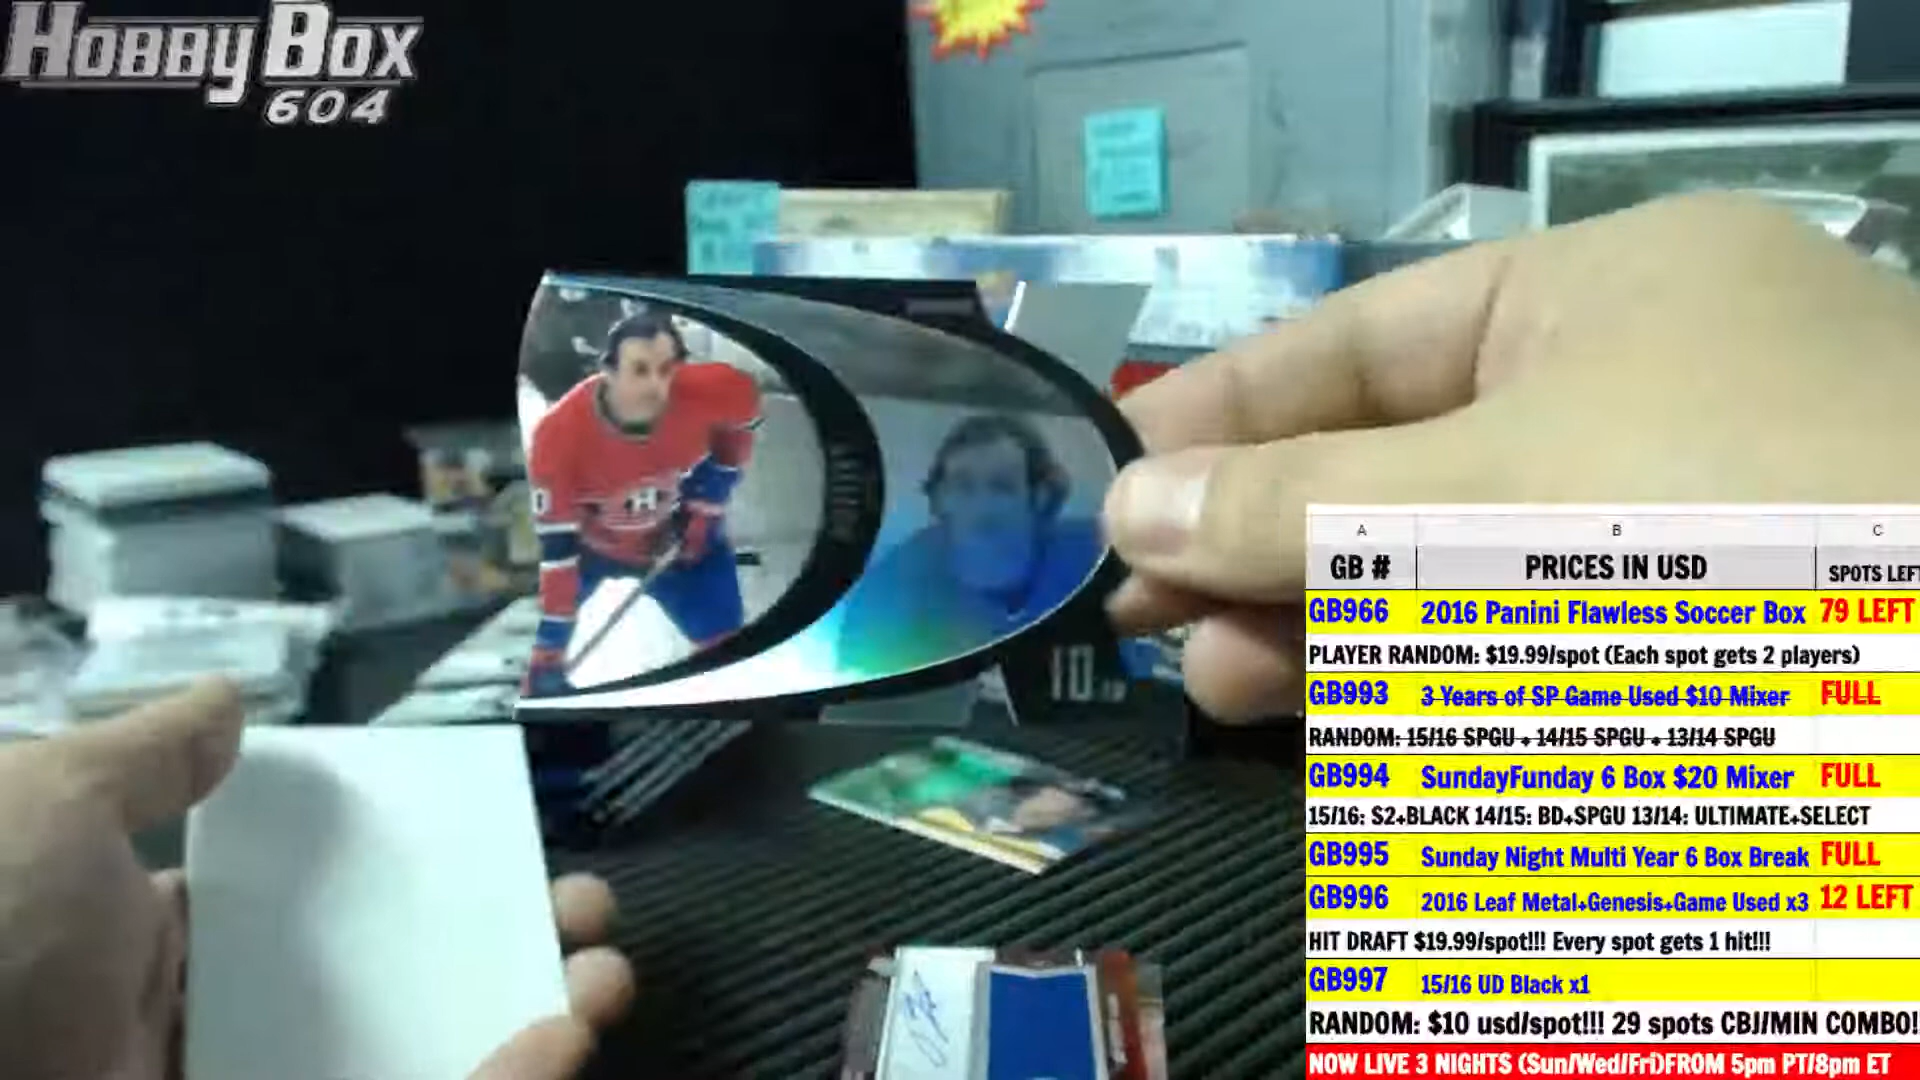 HOBBY BOX
604
10
A B C
GB # PRICES IN USD SPOTS LEFT
GB966 2016 Panini Flawless Soccer Box 79 LEFT
PLAYER RANDOM: $19.99/spot (Each spot gets 2 players)
GB993 3 Years of SP Game Used $10 Mixer FULL
RANDOM: 15/16 SPGU + 14/15 SPGU + 13/14 SPGU
GB994 SundayFunday 6 Box $20 Mixer FULL
15/16: S2+BLACK 14/15: BD+SPGU 13/14: ULTIMATE+SELECT
GB995 Sunday Night Multi Year 6 Box Break FULL
GB996 2016 Leaf Metal+Genesis+Game Used x3 12 LEFT
HIT DRAFT $19.99/spot!!! Every spot gets 1 hit!!!
GB997 15/16 UD Black x1
RANDOM: $10 usd/spot!!! 29 spots CBJ/MIN COMBO!
NOW LIVE 3 NIGHTS (Sun/Wed/Fri)FROM 5pm PT/8pm ET